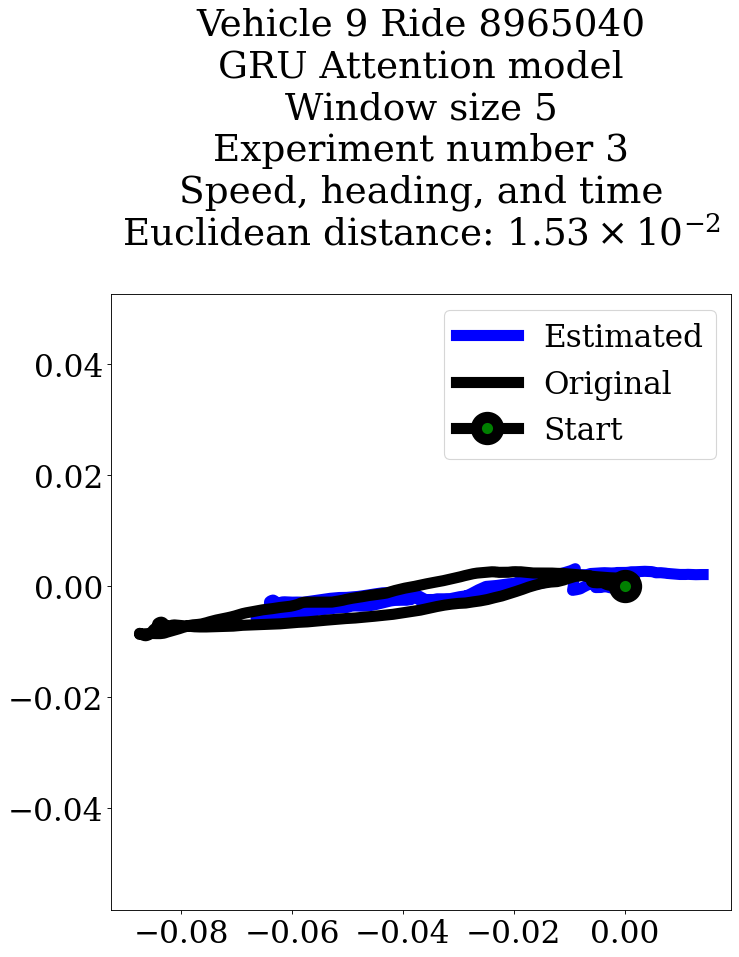 Vehicle 9 Ride 8965040
GRU Attention model
Window size 5
Experiment number 3
Speed, heading, and time
Euclidean distance: 1.53 × 10⁻²
Estimated
Original
Start
0.04
0.02
0.00
−0.02
−0.04
−0.08
−0.06
−0.04
−0.02
0.00